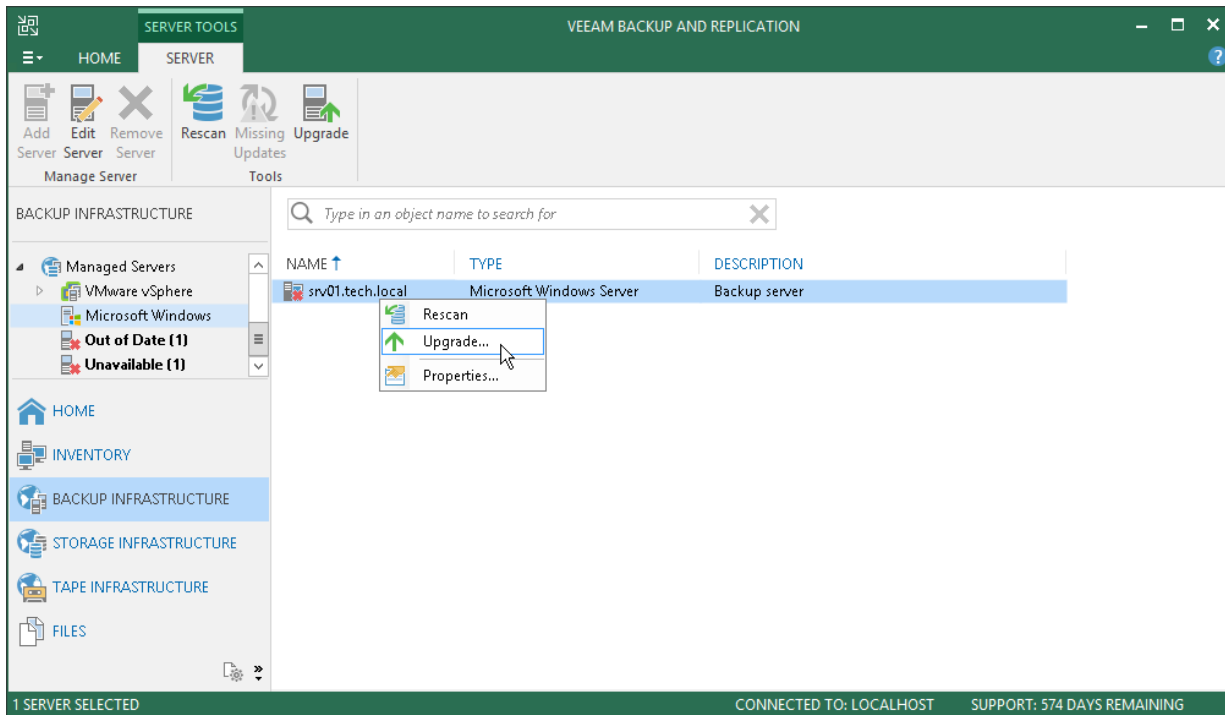 SERVER TOOLS
VEEAM BACKUP AND REPLICATION
HOME
SERVER
Add Server
Edit Server
Remove Server
Rescan
Missing Updates
Upgrade
Manage Server
Tools
BACKUP INFRASTRUCTURE
Managed Servers
VMware vSphere
Microsoft Windows
Out of Date (1)
Unavailable (1)
HOME
INVENTORY
BACKUP INFRASTRUCTURE
STORAGE INFRASTRUCTURE
TAPE INFRASTRUCTURE
FILES
Type in an object name to search for
NAME TYPE DESCRIPTION
srv01.tech.local Microsoft Windows Server Backup server
Rescan
Upgrade...
Properties...
1 SERVER SELECTED
CONNECTED TO: LOCALHOST
SUPPORT: 574 DAYS REMAINING